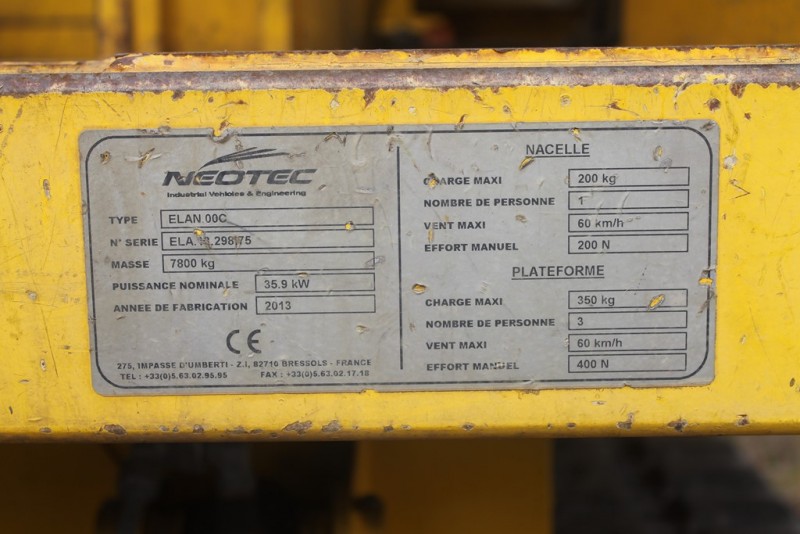 NEOTEC
Industrial Vehicles & Engineering
TYPE ELAN.00C
N° SERIE
MASSE 7800 kg
PUISSANCE NOMINALE 35.9 kW
ANNEE DE FABRICATION 2013
CE
275, IMPASSE D'UMBERTI - Z.I, 82710 BRESSOLS - FRANCE
TEL : +33(0)5.63.02.95.85 FAX : +33(0)5.63.02.17.18
NACELLE
CHARGE MAXI 200 kg
NOMBRE DE PERSONNE 1
VENT MAXI 60 km/h
EFFORT MANUEL 200 N
PLATEFORME
CHARGE MAXI 350 kg
NOMBRE DE PERSONNE 3
VENT MAXI 60 km/h
EFFORT MANUEL 400 N